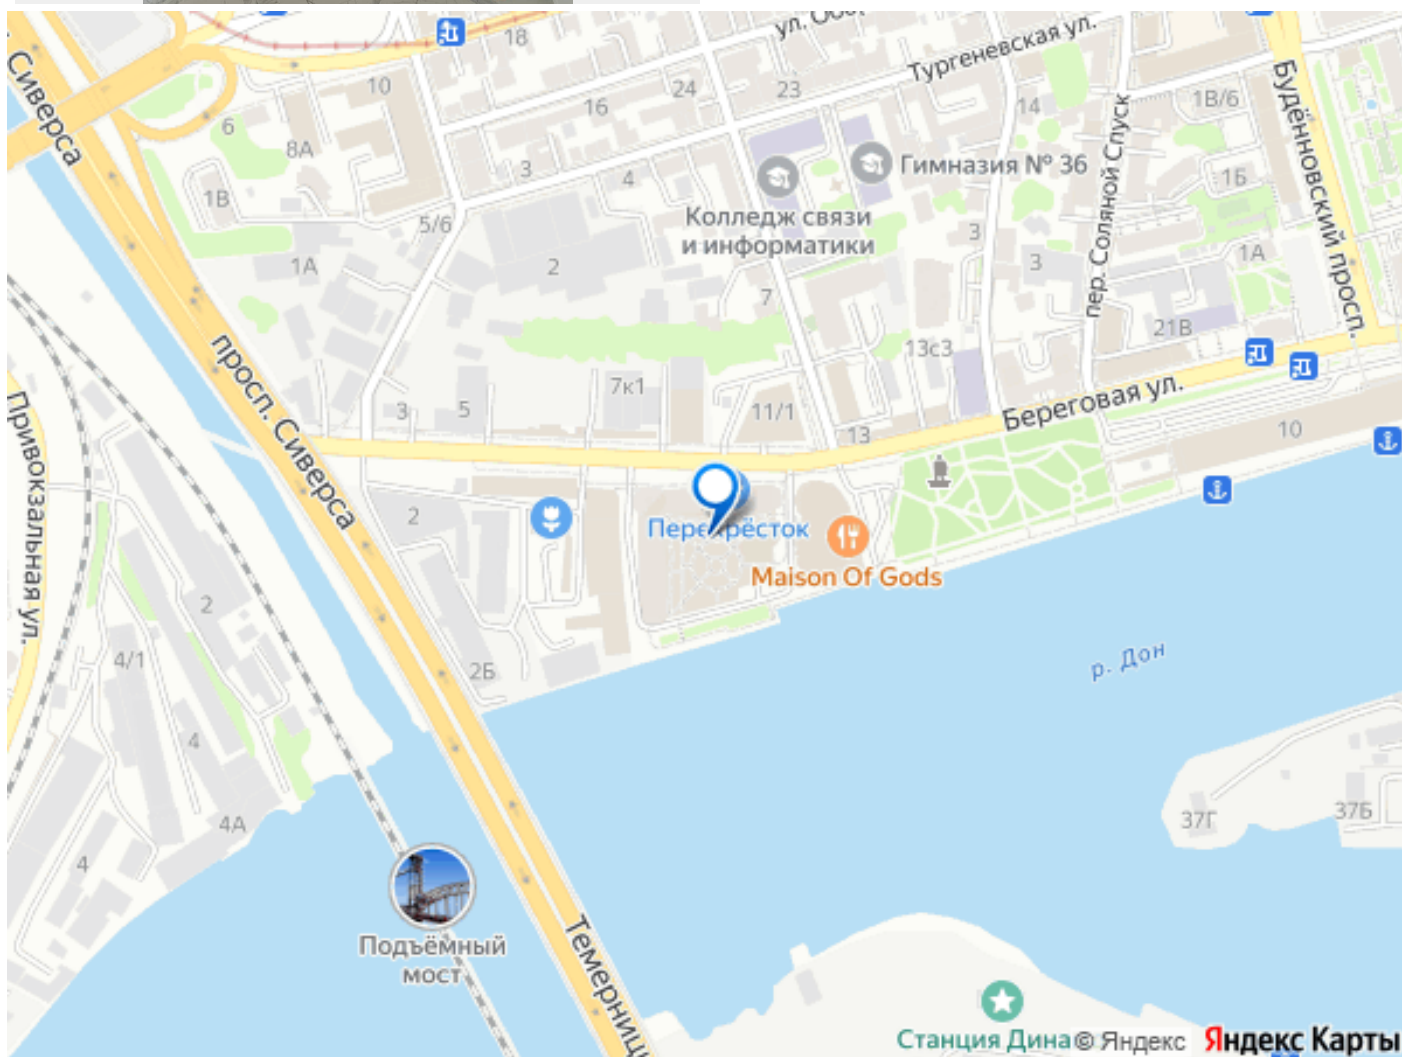 18
ул. Обо
Тургеневская ул.
Сиверса
10
24
23
16
14
1В/6
Будённовский просп.
6
8А
3
4
Гимназия № 36
1Б
1В
5/6
Колледж связи
и информатики
пер. Соляной Спуск
3
3
1А
1А
2
7
21В
13с3
просп. Сиверса
Привокзальная ул.
3
5
7к1
11/1
13
Береговая ул.
10
2
Перекрёсток
Maison Of Gods
2
4/1
2Б
р. Дон
4
4А
4
37Г
37Б
Подъёмный
мост
Темерниц
Станция Дина
© Яндекс
Яндекс Карты